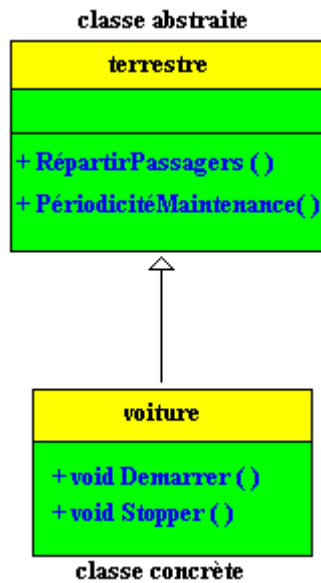 classe abstraite
terrestre
+ RépartirPassagers ( )
+ PériodicitéMaintenance( )
voiture
+ void Demarrer ( )
+ void Stopper ( )
classe concrète